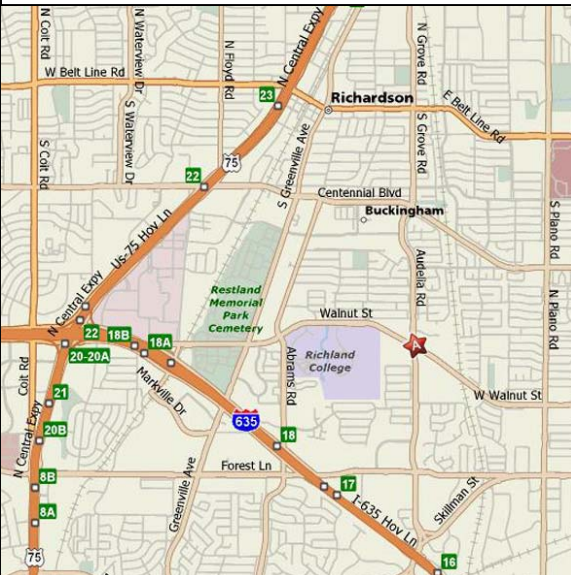 N Coit Rd
N Waterview Dr
N Floyd Rd
N Central Expy
N Grove Rd
W Belt Line Rd
23
Richardson
E Belt Line Rd
S Coit Rd
S Waterview Dr
S Grove Rd
75
S Greenville Ave
22
Centennial Blvd
Buckingham
S Plano Rd
Us-75 Hov Ln
Audelia Rd
N Central Expy
Restland
Memorial
Park
Cemetery
Walnut St
N Plano Rd
22
18B
18A
A
20-20A
Richland
College
Abrams Rd
Coit Rd
Markville Dr
W Walnut St
21
635
N Central Expy
20B
18
Forest Ln
8B
17
Skillman St
Greenville Ave
I-635 Hov Ln
8A
75
16